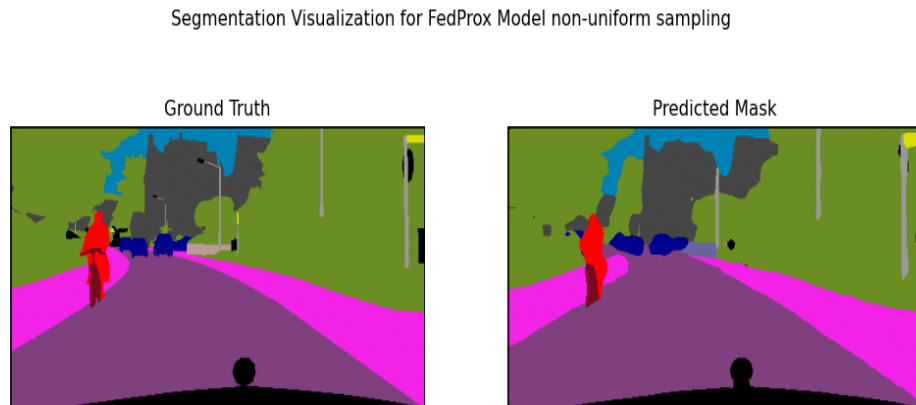 Segmentation Visualization for FedProx Model non-uniform sampling
Ground Truth
Predicted Mask